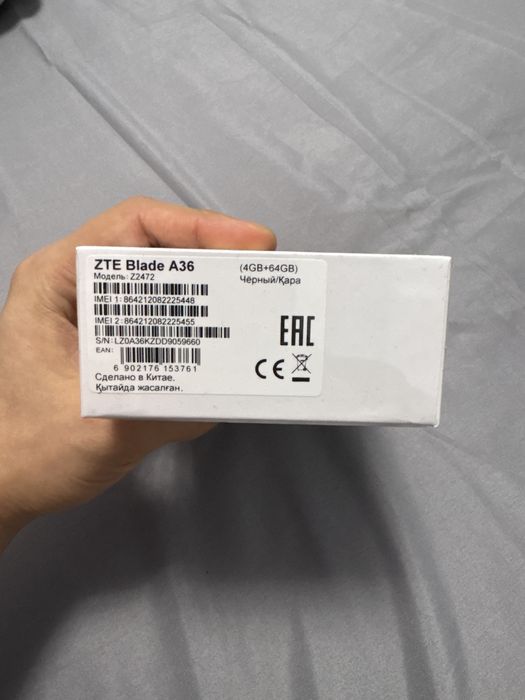 ZTE Blade A36
(4GB+64GB)
Модель: Z2472
Чёрный/Қара
IMEI 1: 864212082225448
IMEI 2: 864212082225455
S/N: LZ0A36KZDD9059660
EAN:
6 902176 153761
Сделано в Китае.
Қытайда жасалған.
EAC
CE